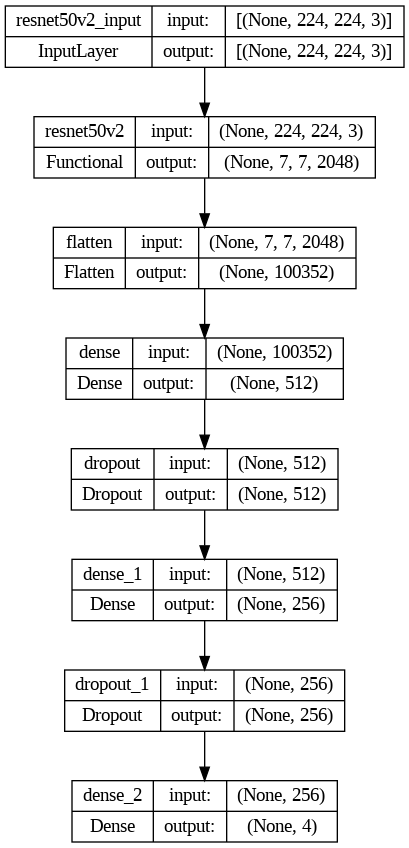 resnet50v2_input input: [(None, 224, 224, 3)]
InputLayer output: [(None, 224, 224, 3)]
resnet50v2 input: (None, 224, 224, 3)
Functional output: (None, 7, 7, 2048)
flatten input: (None, 7, 7, 2048)
Flatten output: (None, 100352)
dense input: (None, 100352)
Dense output: (None, 512)
dropout input: (None, 512)
Dropout output: (None, 512)
dense_1 input: (None, 512)
Dense output: (None, 256)
dropout_1 input: (None, 256)
Dropout output: (None, 256)
dense_2 input: (None, 256)
Dense output: (None, 4)